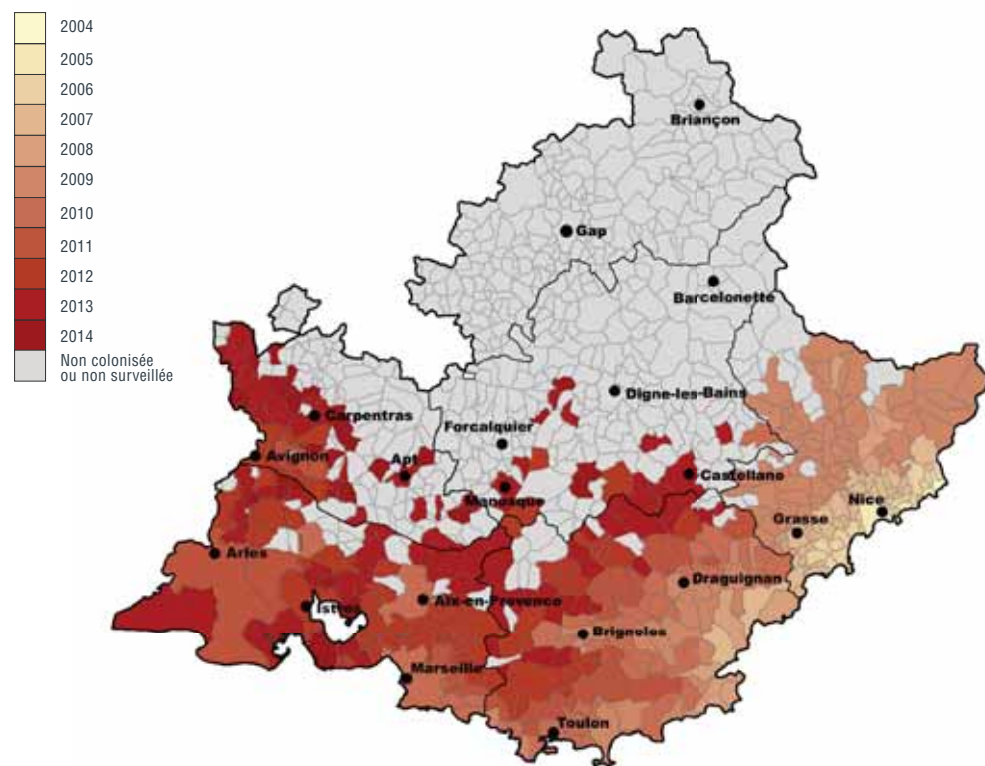 2004
2005
2006
2007
2008
2009
2010
2011
2012
2013
2014
Non colonisée
ou non surveillée
Briançon
Gap
Barcelonette
Digne-les-Bains
Carpentras
Forcalquier
Avignon
Apt
Castellane
Manosque
Nice
Grasse
Arles
Draguignan
Istres
Aix-en-Provence
Brignoles
Marseille
Toulon